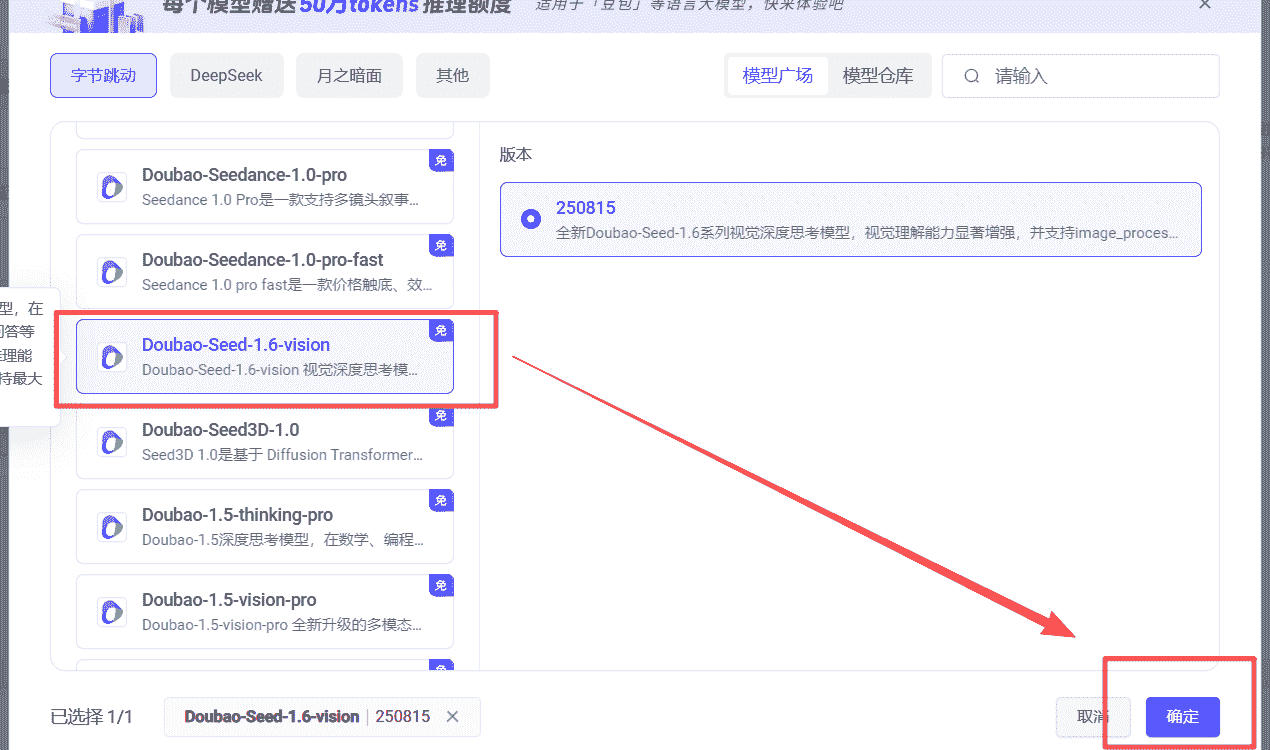 每个模型赠送 50万tokens 推理额度 适用于「豆包」等语言大模型，快来体验吧
字节跳动
DeepSeek
月之暗面
其他
模型广场
模型仓库
请输入
Doubao-Seedance-1.0-pro
免
Seedance 1.0 Pro是一款支持多镜头叙事...
Doubao-Seedance-1.0-pro-fast
免
Seedance 1.0 pro fast是一款价格触底、效...
Doubao-Seed-1.6-vision
免
Doubao-Seed-1.6-vision 视觉深度思考模...
Doubao-Seed3D-1.0
免
Seed3D 1.0是基于 Diffusion Transformer...
Doubao-1.5-thinking-pro
免
Doubao-1.5深度思考模型，在数学、编程...
Doubao-1.5-vision-pro
免
Doubao-1.5-vision-pro 全新升级的多模态...
版本
250815
全新Doubao-Seed-1.6系列视觉深度思考模型，视觉理解能力显著增强，并支持image_proces...
型，在
问答等
理能
持最大
已选择 1/1
Doubao-Seed-1.6-vision | 250815
取消
确定